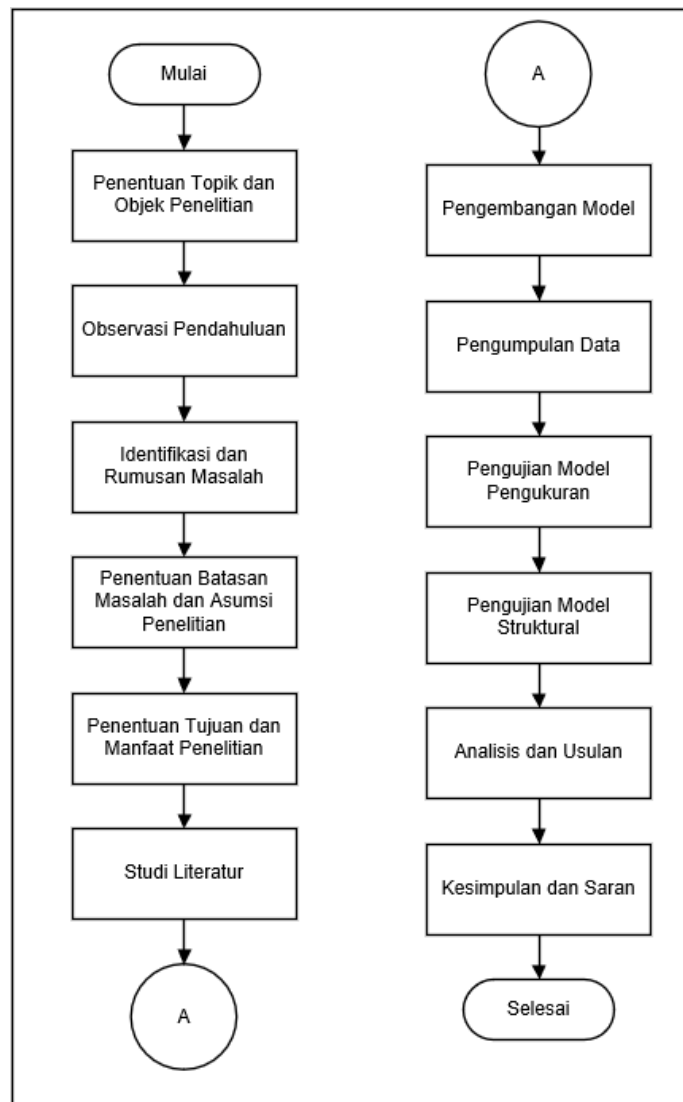 Mulai
Penentuan Topik dan
Objek Penelitian
Observasi Pendahuluan
Identifikasi dan
Rumusan Masalah
Penentuan Batasan
Masalah dan Asumsi
Penelitian
Penentuan Tujuan dan
Manfaat Penelitian
Studi Literatur
A
A
Pengembangan Model
Pengumpulan Data
Pengujian Model
Pengukuran
Pengujian Model
Struktural
Analisis dan Usulan
Kesimpulan dan Saran
Selesai